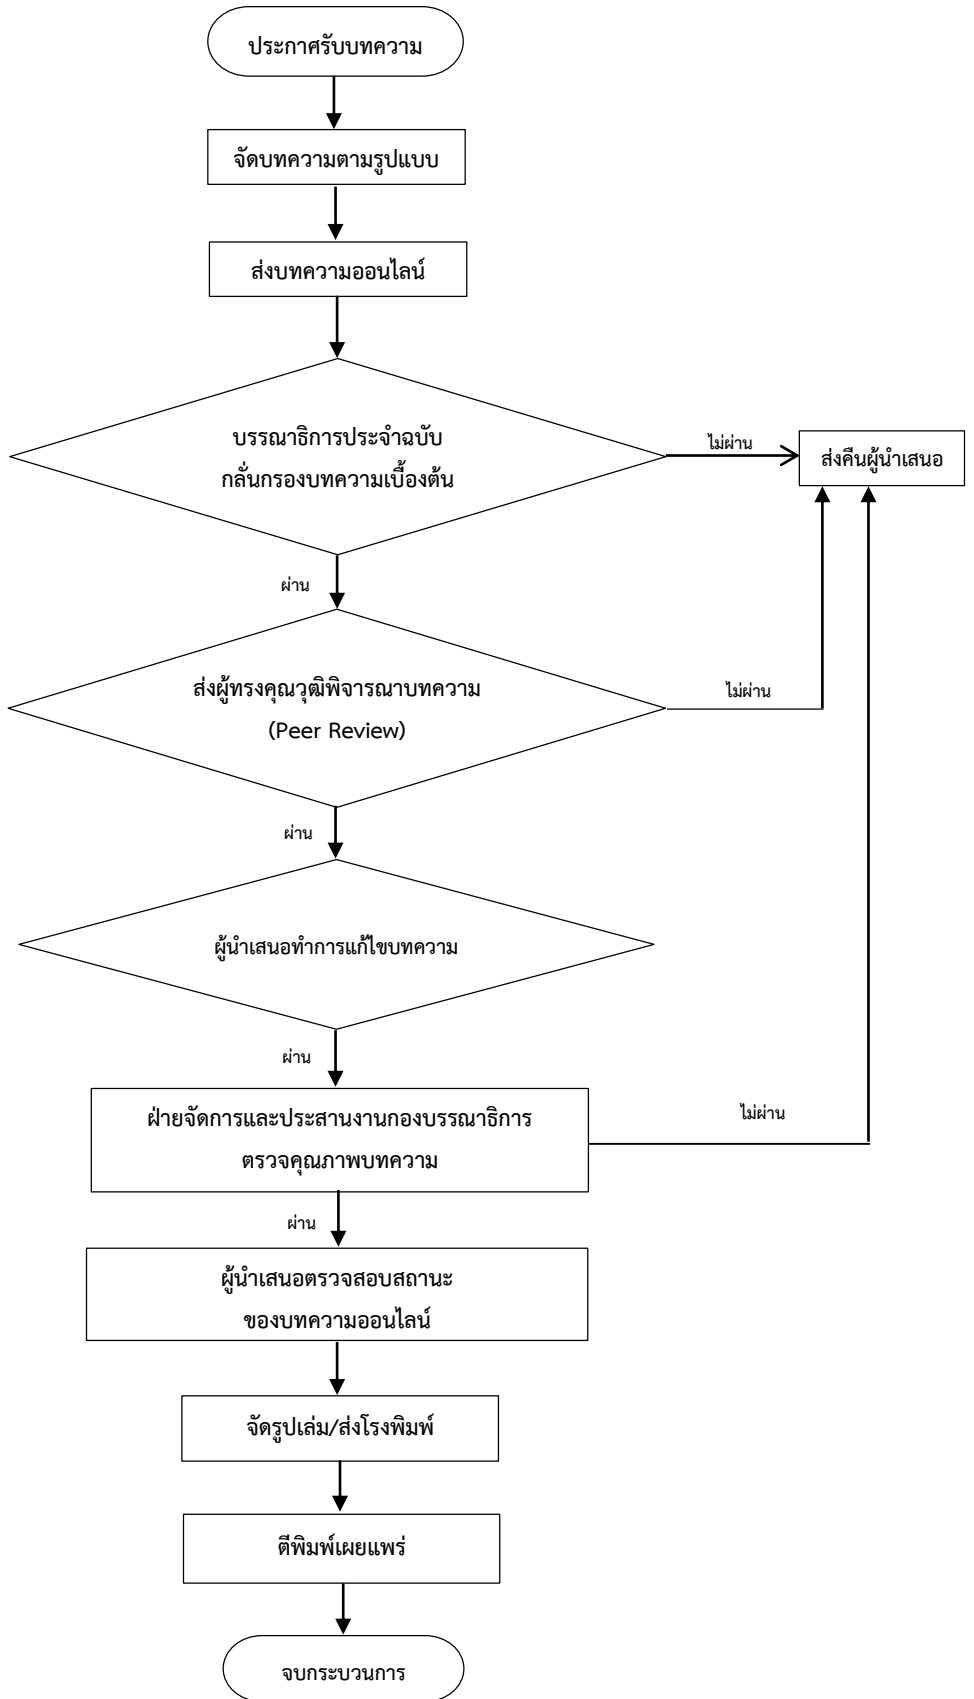 ประกาศรับบทความ
จัดบทความตามรูปแบบ
ส่งบทความออนไลน์
บรรณาธิการประจำฉบับ
กลั่นกรองบทความเบื้องต้น
ไม่ผ่าน
ส่งคืนผู้นำเสนอ
ผ่าน
ส่งผู้ทรงคุณวุฒิพิจารณาบทความ
(Peer Review)
ไม่ผ่าน
ผ่าน
ผู้นำเสนอทำการแก้ไขบทความ
ผ่าน
ฝ่ายจัดการและประสานงานกองบรรณาธิการ
ตรวจคุณภาพบทความ
ไม่ผ่าน
ผ่าน
ผู้นำเสนอตรวจสอบสถานะ
ของบทความออนไลน์
จัดรูปเล่ม/ส่งโรงพิมพ์
ตีพิมพ์เผยแพร่
จบกระบวนการ